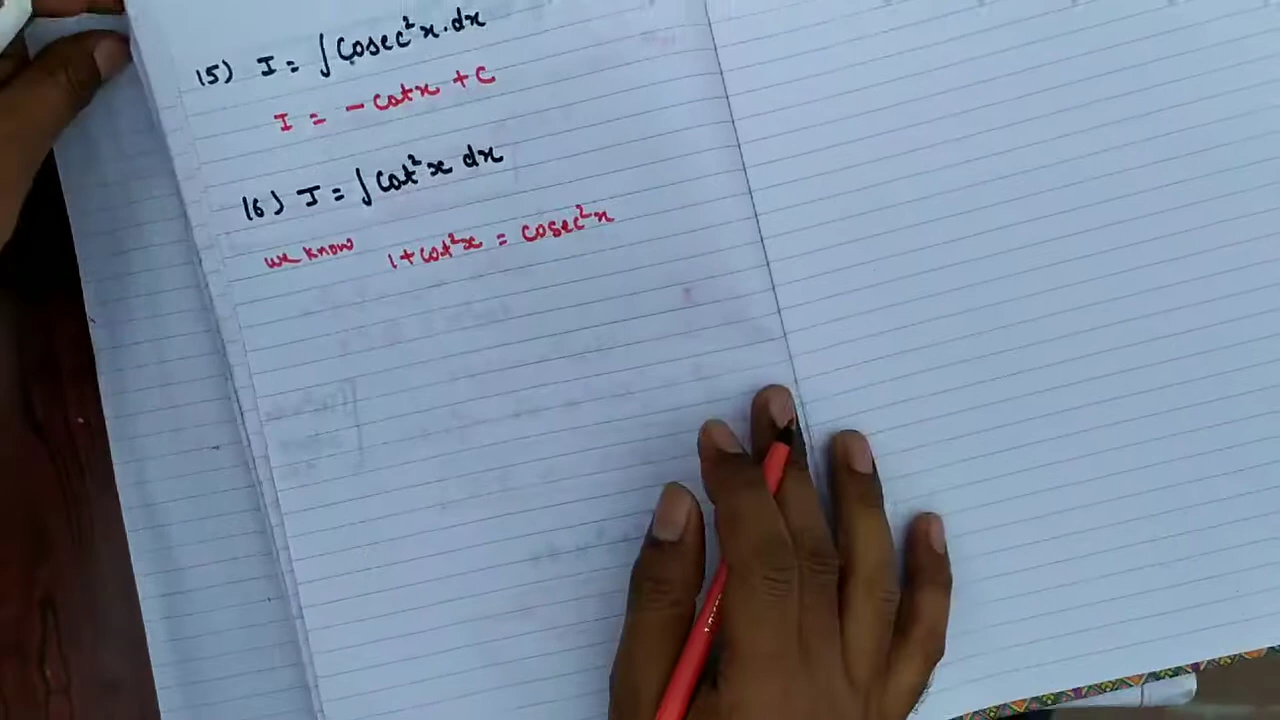 15) I = ∫ Cosec²x.dx
I = -cotx + C
16) I = ∫ Cot²x dx
we know 1+cot²x = cosec²x